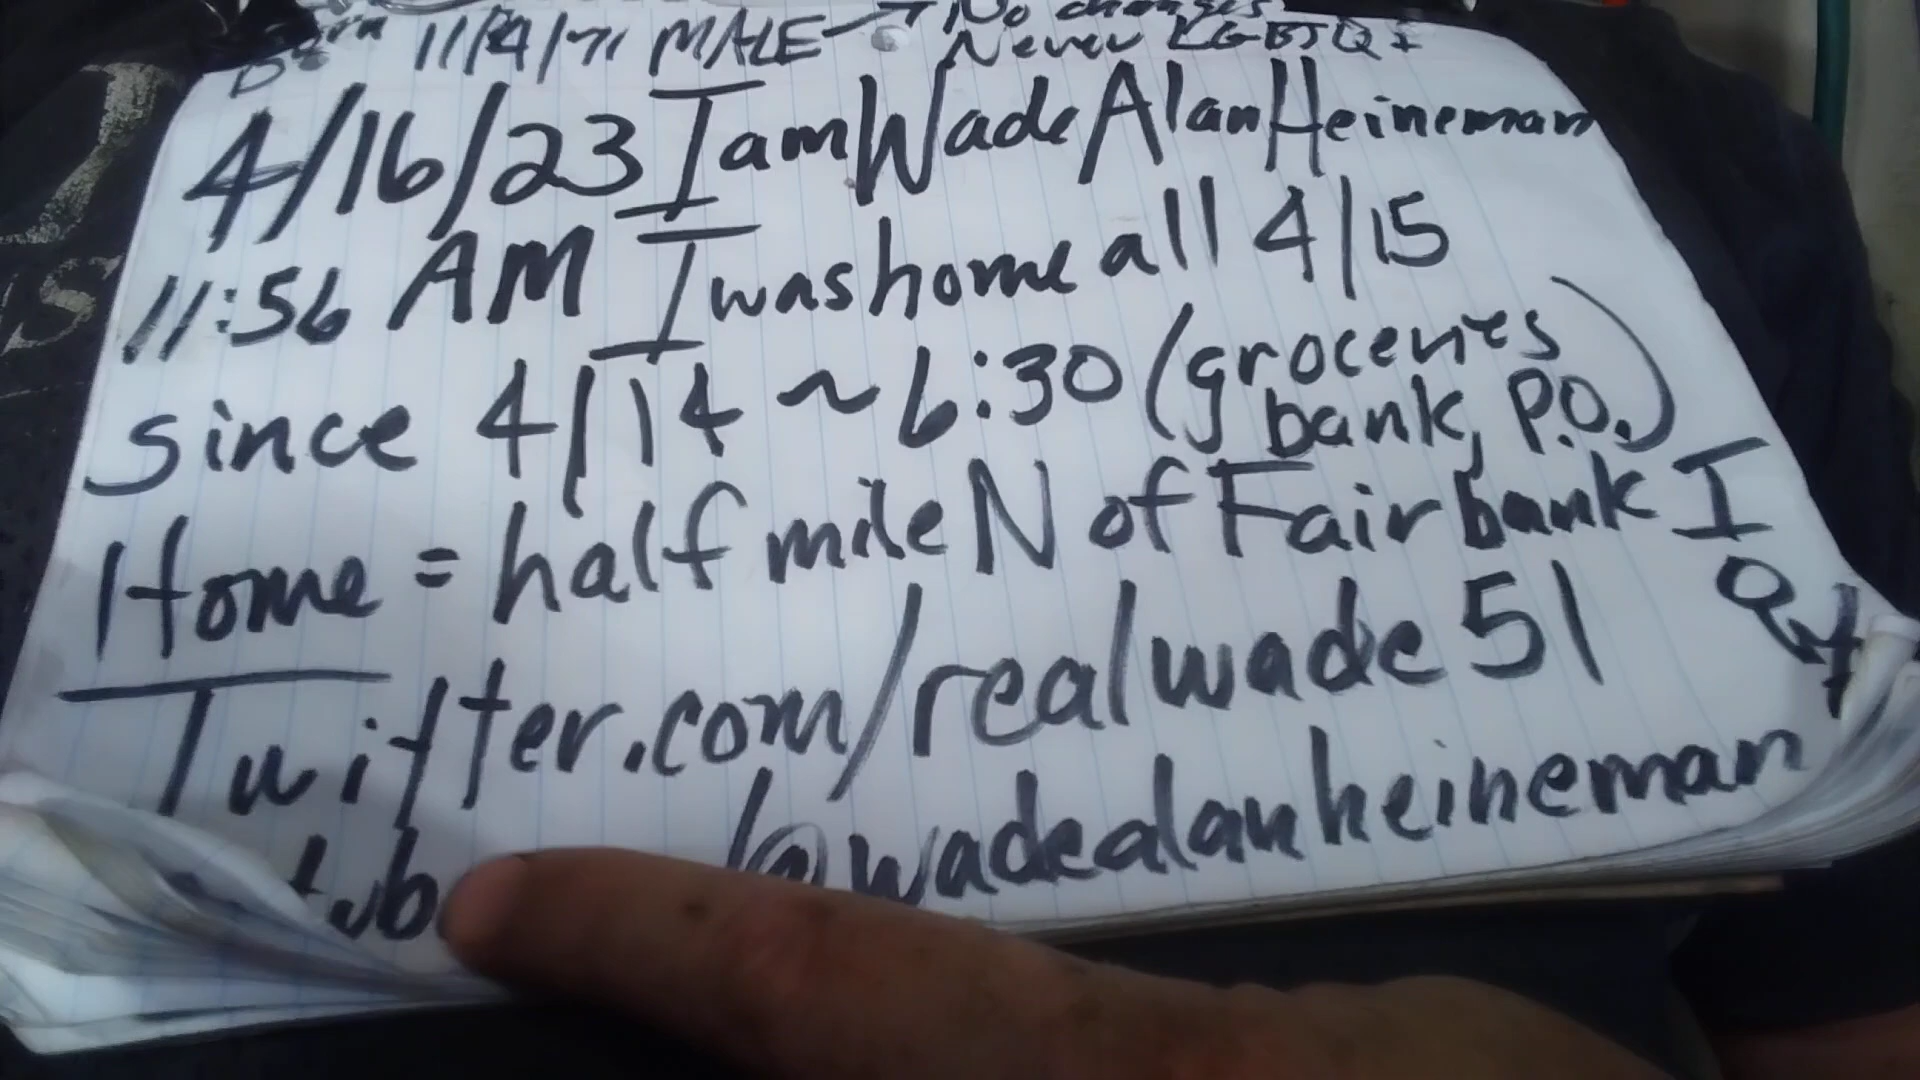 Born 11/4/71 MALE → No changes
Never LGBTQ+
4/16/23 I am Wade Alan Heineman
11:56 AM I was home all 4/15
since 4/14 ~ 6:30 (groceries
bank, P.O.)
Home = half mile N of Fairbank I
Twitter.com/realwade51
/@wadealanheineman